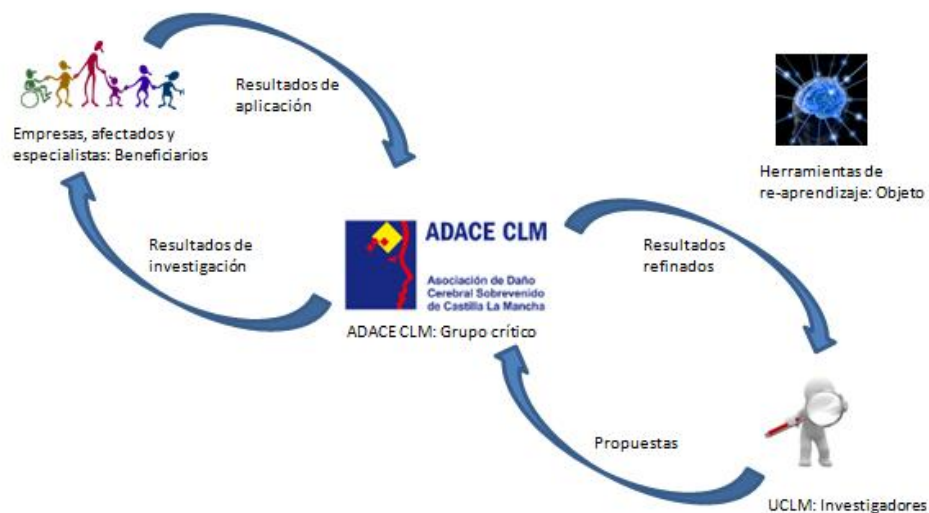 Resultados de
aplicación
Empresas, afectados y
especialistas: Beneficiarios
Herramientas de
re-aprendizaje: Objeto
Resultados de
investigación
ADACE CLM
Asociación de Daño
Cerebral Sobrevenido
de Castilla La Mancha
ADACE CLM: Grupo crítico
Resultados
refinados
Propuestas
UCLM: Investigadores